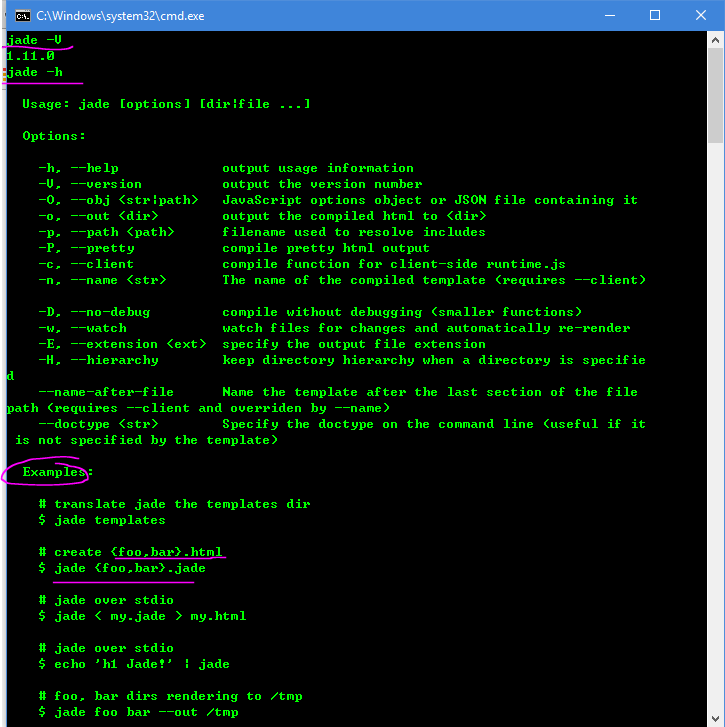 C:\Windows\system32\cmd.exe
jade -V
1.11.0
jade -h
Usage: jade [options] [dir|file ...]
Options:
-h, --help output usage information
-V, --version output the version number
-O, --obj <str|path> JavaScript options object or JSON file containing it
-o, --out <dir> output the compiled html to <dir>
-p, --path <path> filename used to resolve includes
-P, --pretty compile pretty html output
-c, --client compile function for client-side runtime.js
-n, --name <str> The name of the compiled template (requires --client)
-D, --no-debug compile without debugging (smaller functions)
-w, --watch watch files for changes and automatically re-render
-E, --extension <ext> specify the output file extension
-H, --hierarchy keep directory hierarchy when a directory is specifie
d
--name-after-file Name the template after the last section of the file
path (requires --client and overriden by --name)
--doctype <str> Specify the doctype on the command line (useful if it
is not specified by the template)
Examples:
# translate jade the templates dir
$ jade templates
# create {foo,bar}.html
$ jade {foo,bar}.jade
# jade over stdio
$ jade < my.jade > my.html
# jade over stdio
$ echo 'h1 Jade!' | jade
# foo, bar dirs rendering to /tmp
$ jade foo bar --out /tmp